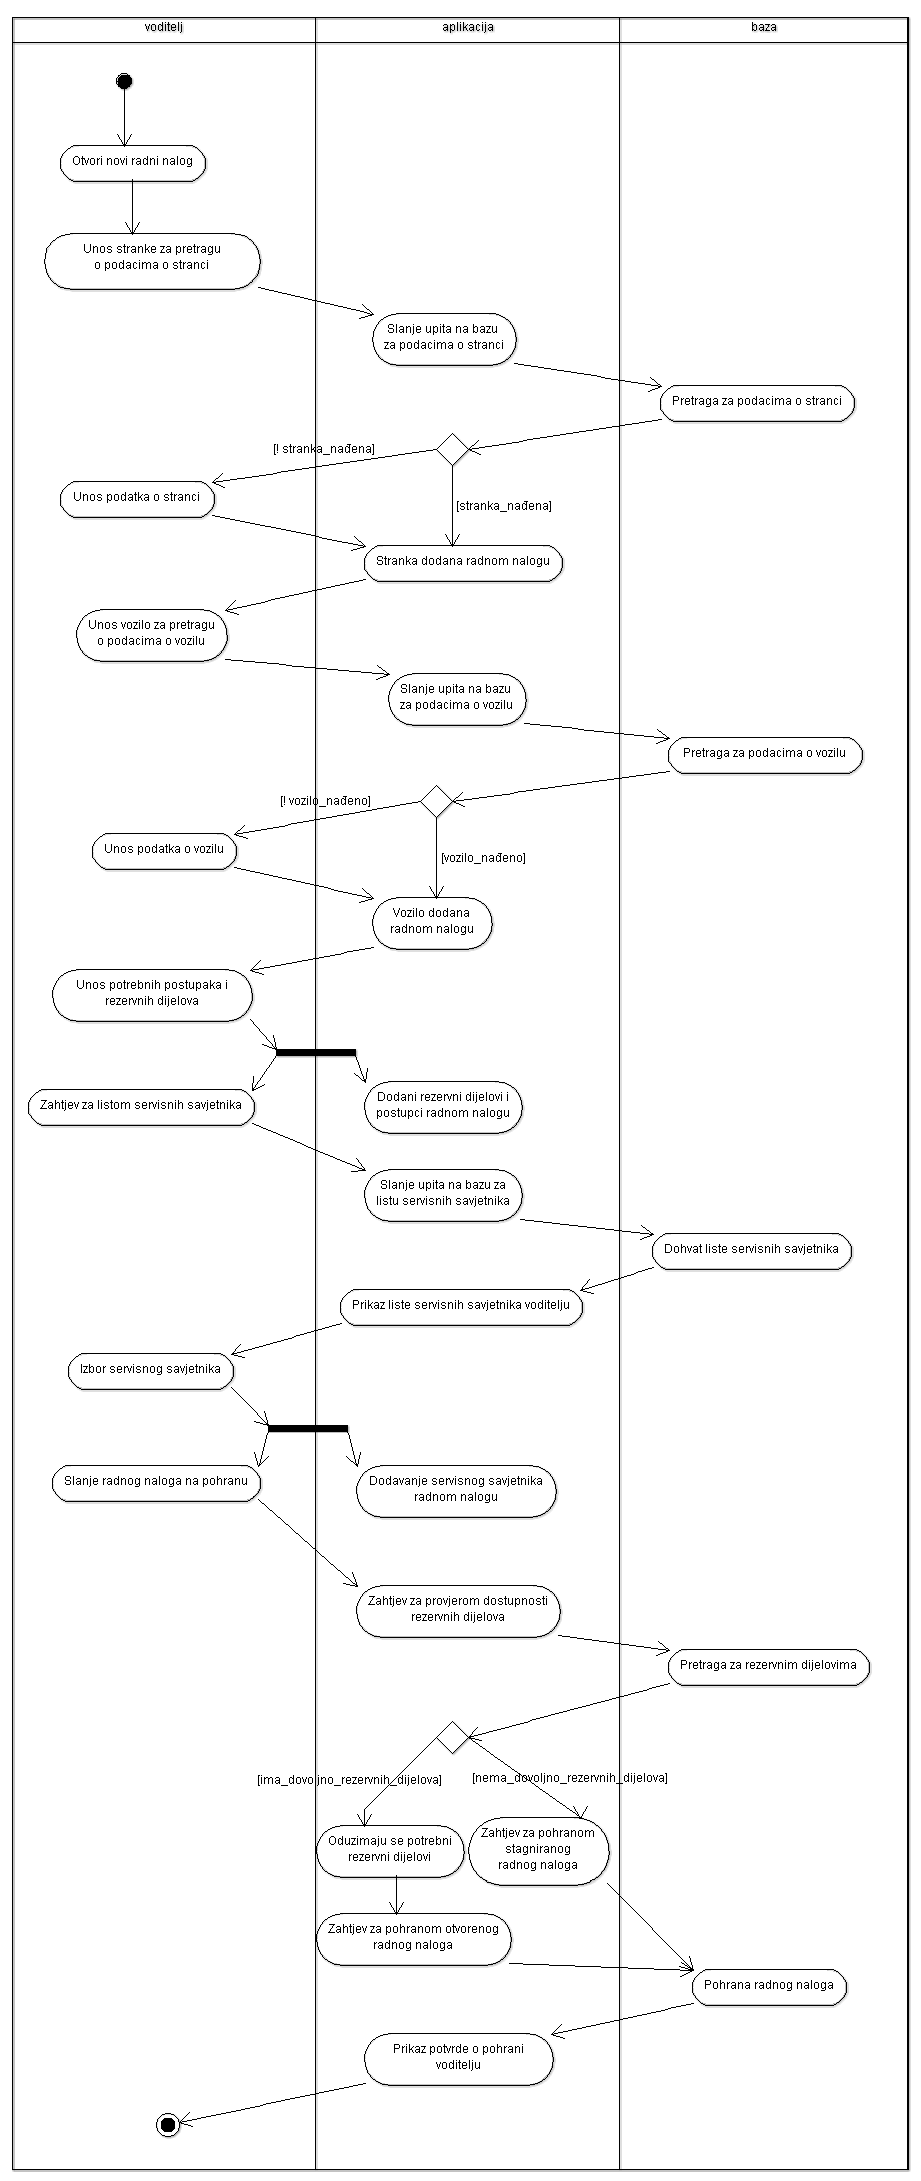 voditelj
aplikacija
baza
Otvori novi radni nalog
Unos stranke za pretragu
o podacima o stranci
Slanje upita na bazu
za podacima o stranci
Pretraga za podacima o stranci
[! stranka_nađena]
Unos podatka o stranci
[stranka_nađena]
Stranka dodana radnom nalogu
Unos vozilo za pretragu
o podacima o vozilu
Slanje upita na bazu
za podacima o vozilu
Pretraga za podacima o vozilu
[! vozilo_nađeno]
Unos podatka o vozilu
[vozilo_nađeno]
Vozilo dodana
radnom nalogu
Unos potrebnih postupaka i
rezervnih dijelova
Zahtjev za listom servisnih savjetnika
Dodani rezervni dijelovi i
postupci radnom nalogu
Slanje upita na bazu za
listu servisnih savjetnika
Dohvat liste servisnih savjetnika
Prikaz liste servisnih savjetnika voditelju
Izbor servisnog savjetnika
Slanje radnog naloga na pohranu
Dodavanje servisnog savjetnika
radnom nalogu
Zahtjev za provjerom dostupnosti
rezervnih dijelova
Pretraga za rezervnim dijelovima
[ima_dovoljno_rezervnih_dijelova]
[nema_dovoljno_rezervnih_dijelova]
Oduzimaju se potrebni
rezervni dijelovi
Zahtjev za pohranom
stagniranog
radnog naloga
Zahtjev za pohranom otvorenog
radnog naloga
Pohrana radnog naloga
Prikaz potvrde o pohrani
voditelju